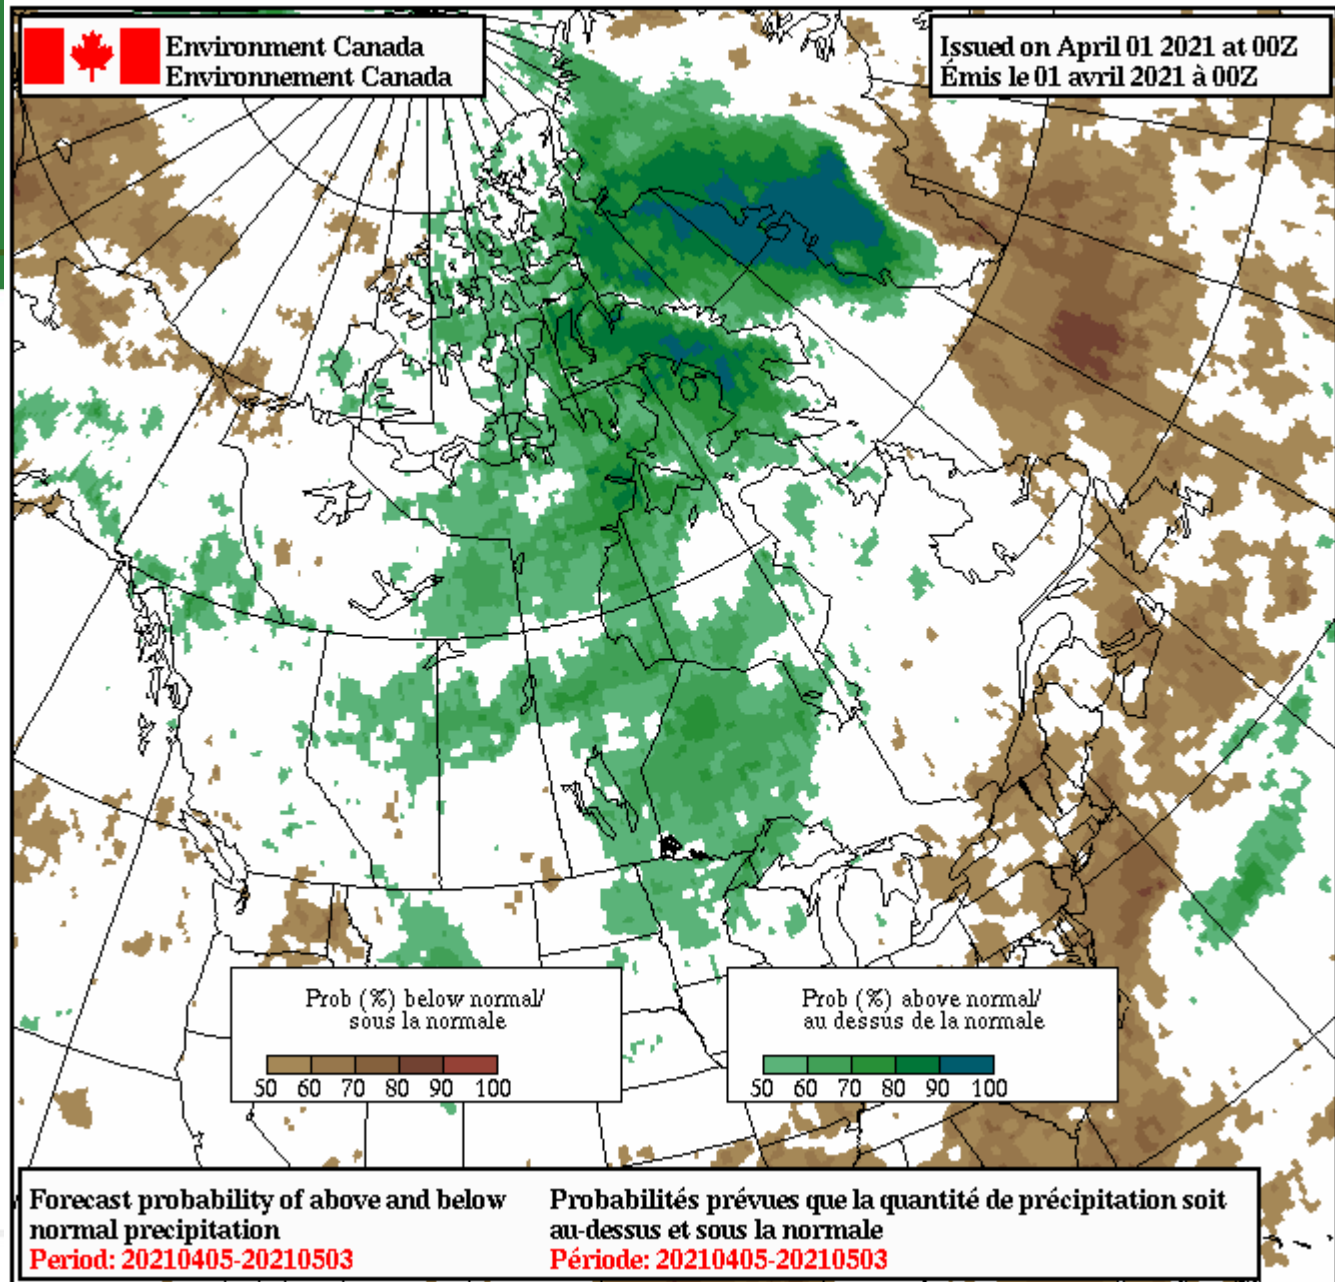 Environment Canada
Environnement Canada
Issued on April 01 2021 at 00Z
Émis le 01 avril 2021 à 00Z
Prob (%) below normal/
sous la normale
50 60 70 80 90 100
Prob (%) above normal/
au dessus de la normale
50 60 70 80 90 100
Forecast probability of above and below
normal precipitation
Period: 20210405-20210503
Probabilités prévues que la quantité de précipitation soit
au-dessus et sous la normale
Période: 20210405-20210503